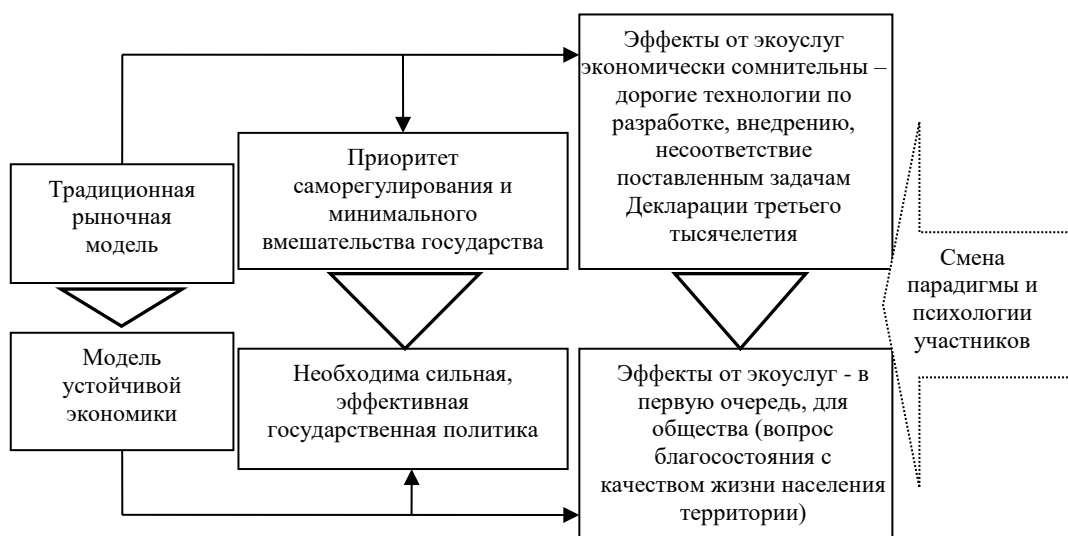 Традиционная
рыночная
модель
Приоритет
саморегулирования и
минимального
вмешательства государства
Эффекты от экоуслуг
экономически сомнительны –
дорогие технологии по
разработке, внедрению,
несоответствие
поставленным задачам
Декларации третьего
тысячелетия
Смена
парадигмы и
психологии
участников
Модель
устойчивой
экономики
Необходима сильная,
эффективная
государственная политика
Эффекты от экоуслуг - в
первую очередь, для
общества (вопрос
благосостояния с
качеством жизни населения
территории)